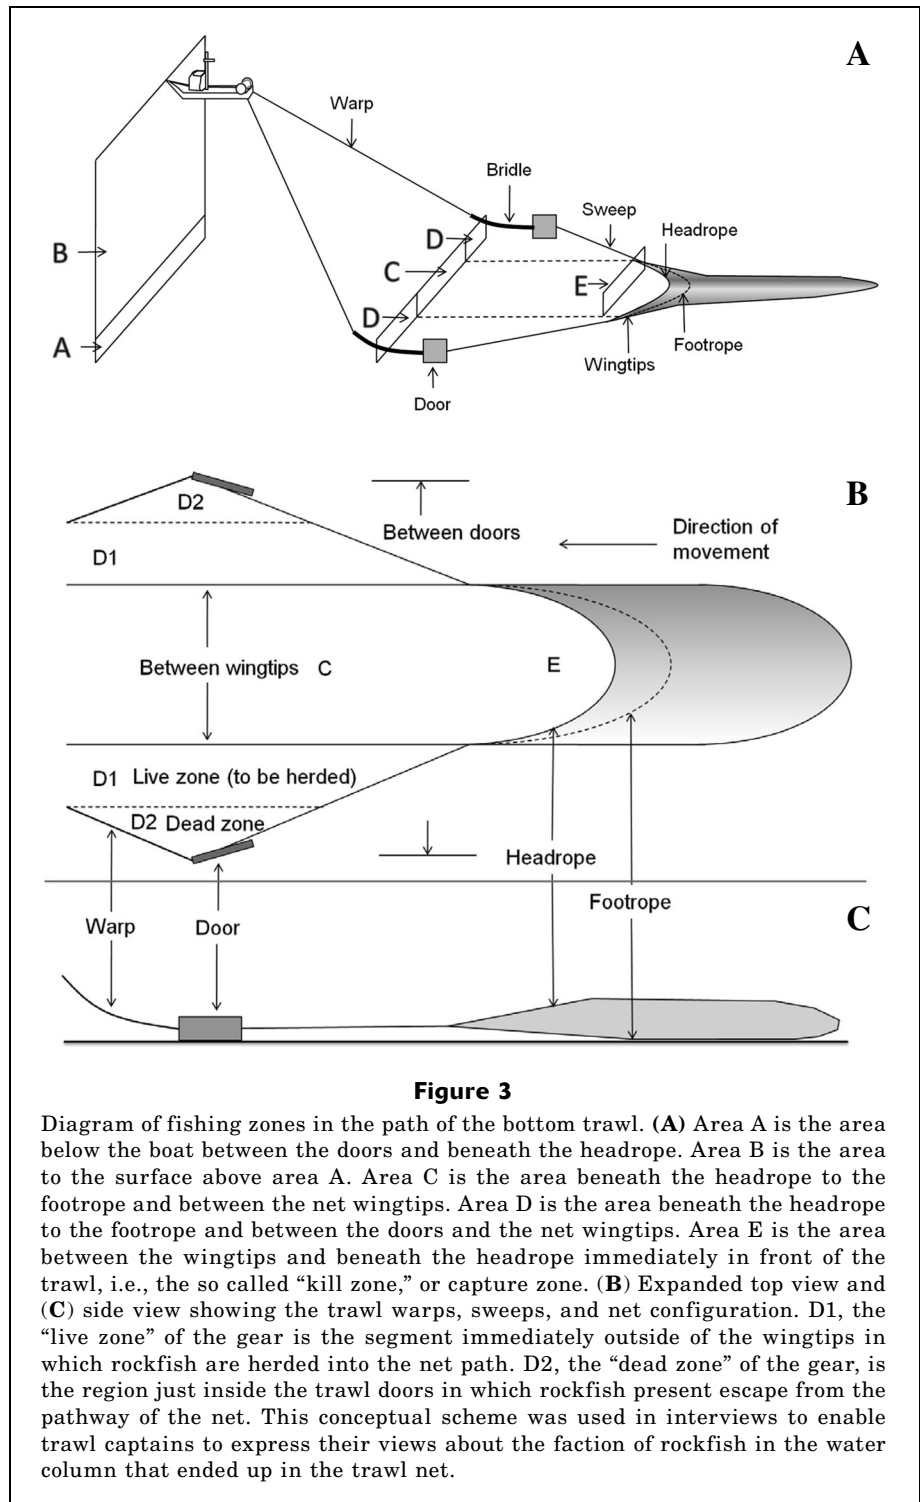 A
Warp
Bridle
Sweep
Headrope
D
B
C
E
D
A
Footrope
Wingtips
Door
B
D2
Between doors
Direction of
movement
D1
Between wingtips C
E
D1 Live zone (to be herded)
D2 Dead zone
Headrope
Footrope
C
Warp
Door
Figure 3
Diagram of fishing zones in the path of the bottom trawl. (A) Area A is the area
below the boat between the doors and beneath the headrope. Area B is the area
to the surface above area A. Area C is the area beneath the headrope to the
footrope and between the net wingtips. Area D is the area beneath the headrope
to the footrope and between the doors and the net wingtips. Area E is the area
between the wingtips and beneath the headrope immediately in front of the
trawl, i.e., the so called “kill zone,” or capture zone. (B) Expanded top view and
(C) side view showing the trawl warps, sweeps, and net configuration. D1, the
“live zone” of the gear is the segment immediately outside of the wingtips in
which rockfish are herded into the net path. D2, the “dead zone” of the gear, is
the region just inside the trawl doors in which rockfish present escape from the
pathway of the net. This conceptual scheme was used in interviews to enable
trawl captains to express their views about the faction of rockfish in the water
column that ended up in the trawl net.